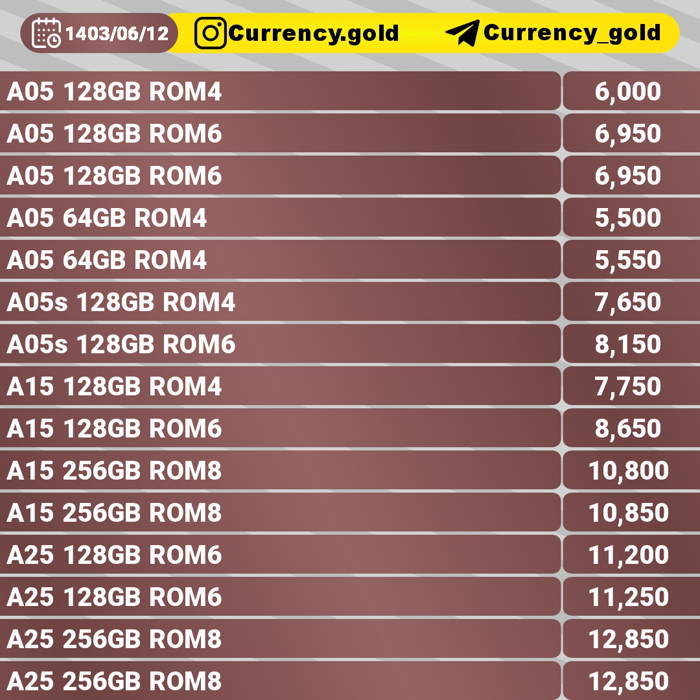 1403/06/12 Currency.gold Currency_gold
A05 128GB ROM4 6,000
A05 128GB ROM6 6,950
A05 128GB ROM6 6,950
A05 64GB ROM4 5,500
A05 64GB ROM4 5,550
A05s 128GB ROM4 7,650
A05s 128GB ROM6 8,150
A15 128GB ROM4 7,750
A15 128GB ROM6 8,650
A15 256GB ROM8 10,800
A15 256GB ROM8 10,850
A25 128GB ROM6 11,200
A25 128GB ROM6 11,250
A25 256GB ROM8 12,850
A25 256GB ROM8 12,850